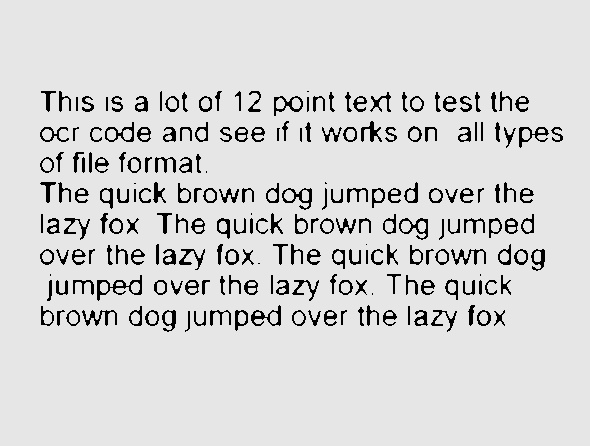 This is a lot of 12 point text to test the
ocr code and see if it works on all types
of file format.
The quick brown dog jumped over the
lazy fox The quick brown dog jumped
over the lazy fox. The quick brown dog
jumped over the lazy fox. The quick
brown dog jumped over the lazy fox